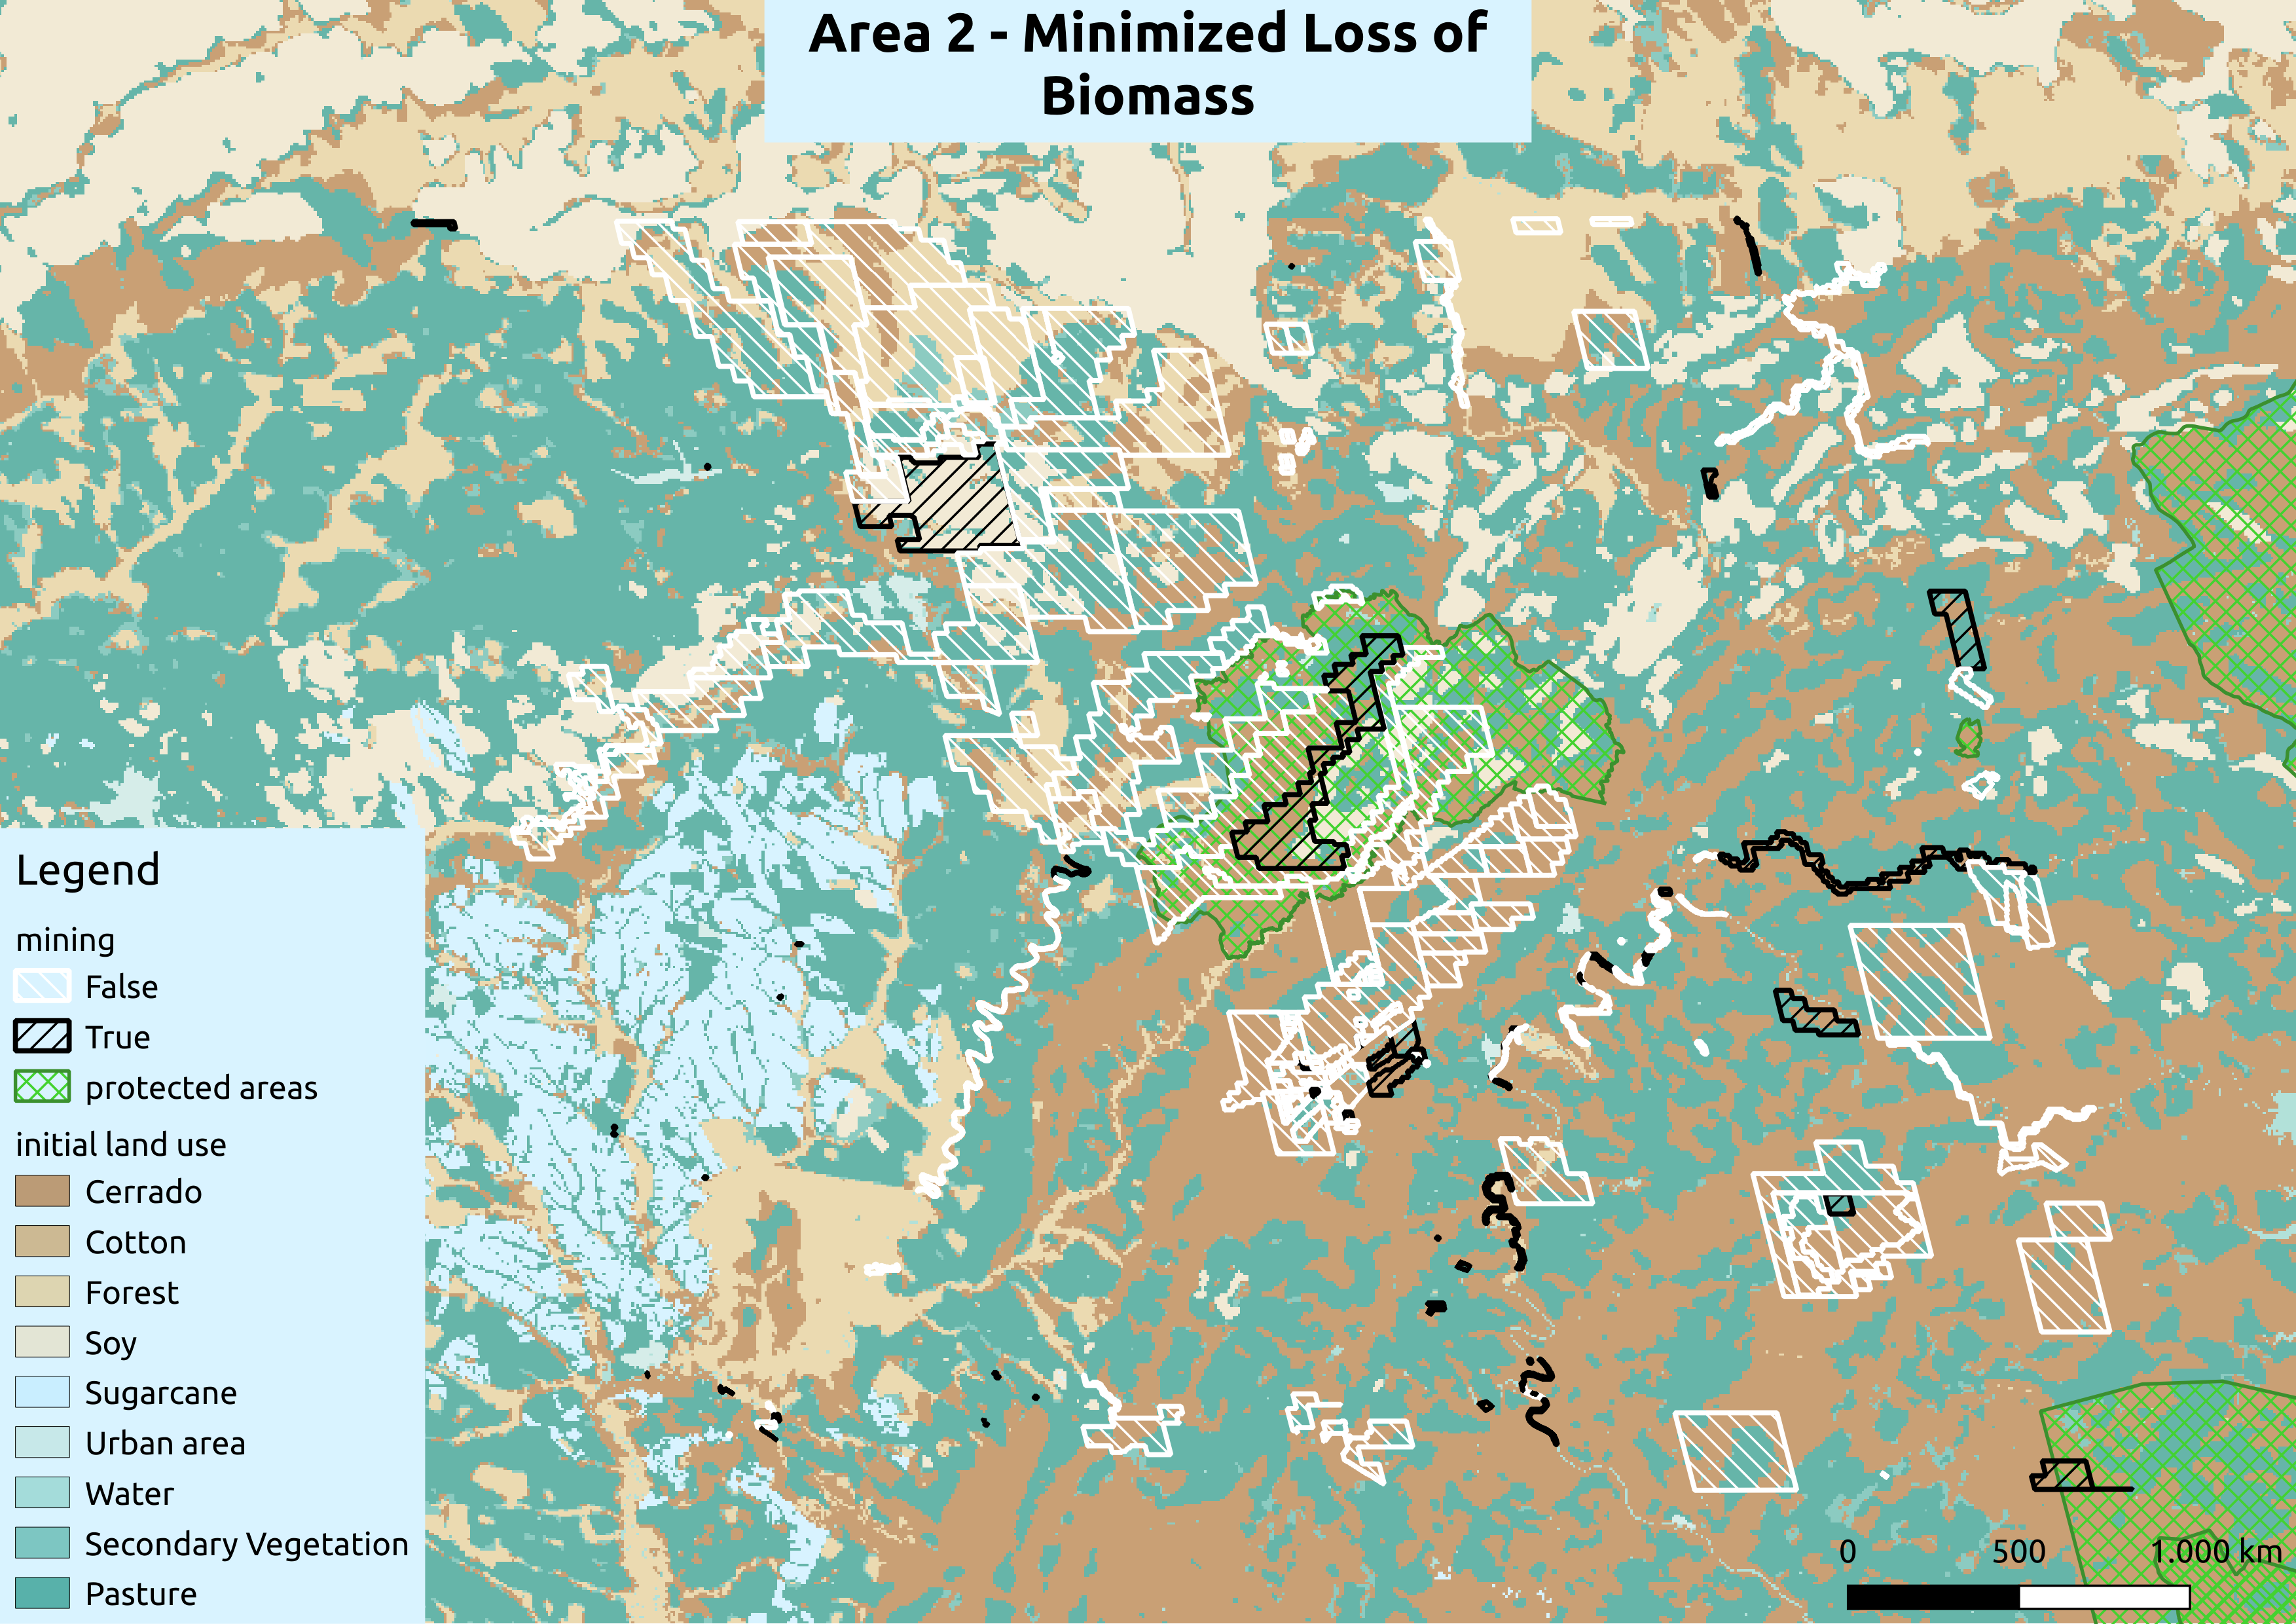 Area 2 - Minimized Loss of
Biomass
Legend
mining
False
True
protected areas
initial land use
Cerrado
Cotton
Forest
Soy
Sugarcane
Urban area
Water
Secondary Vegetation
Pasture
0 500 1.000 km